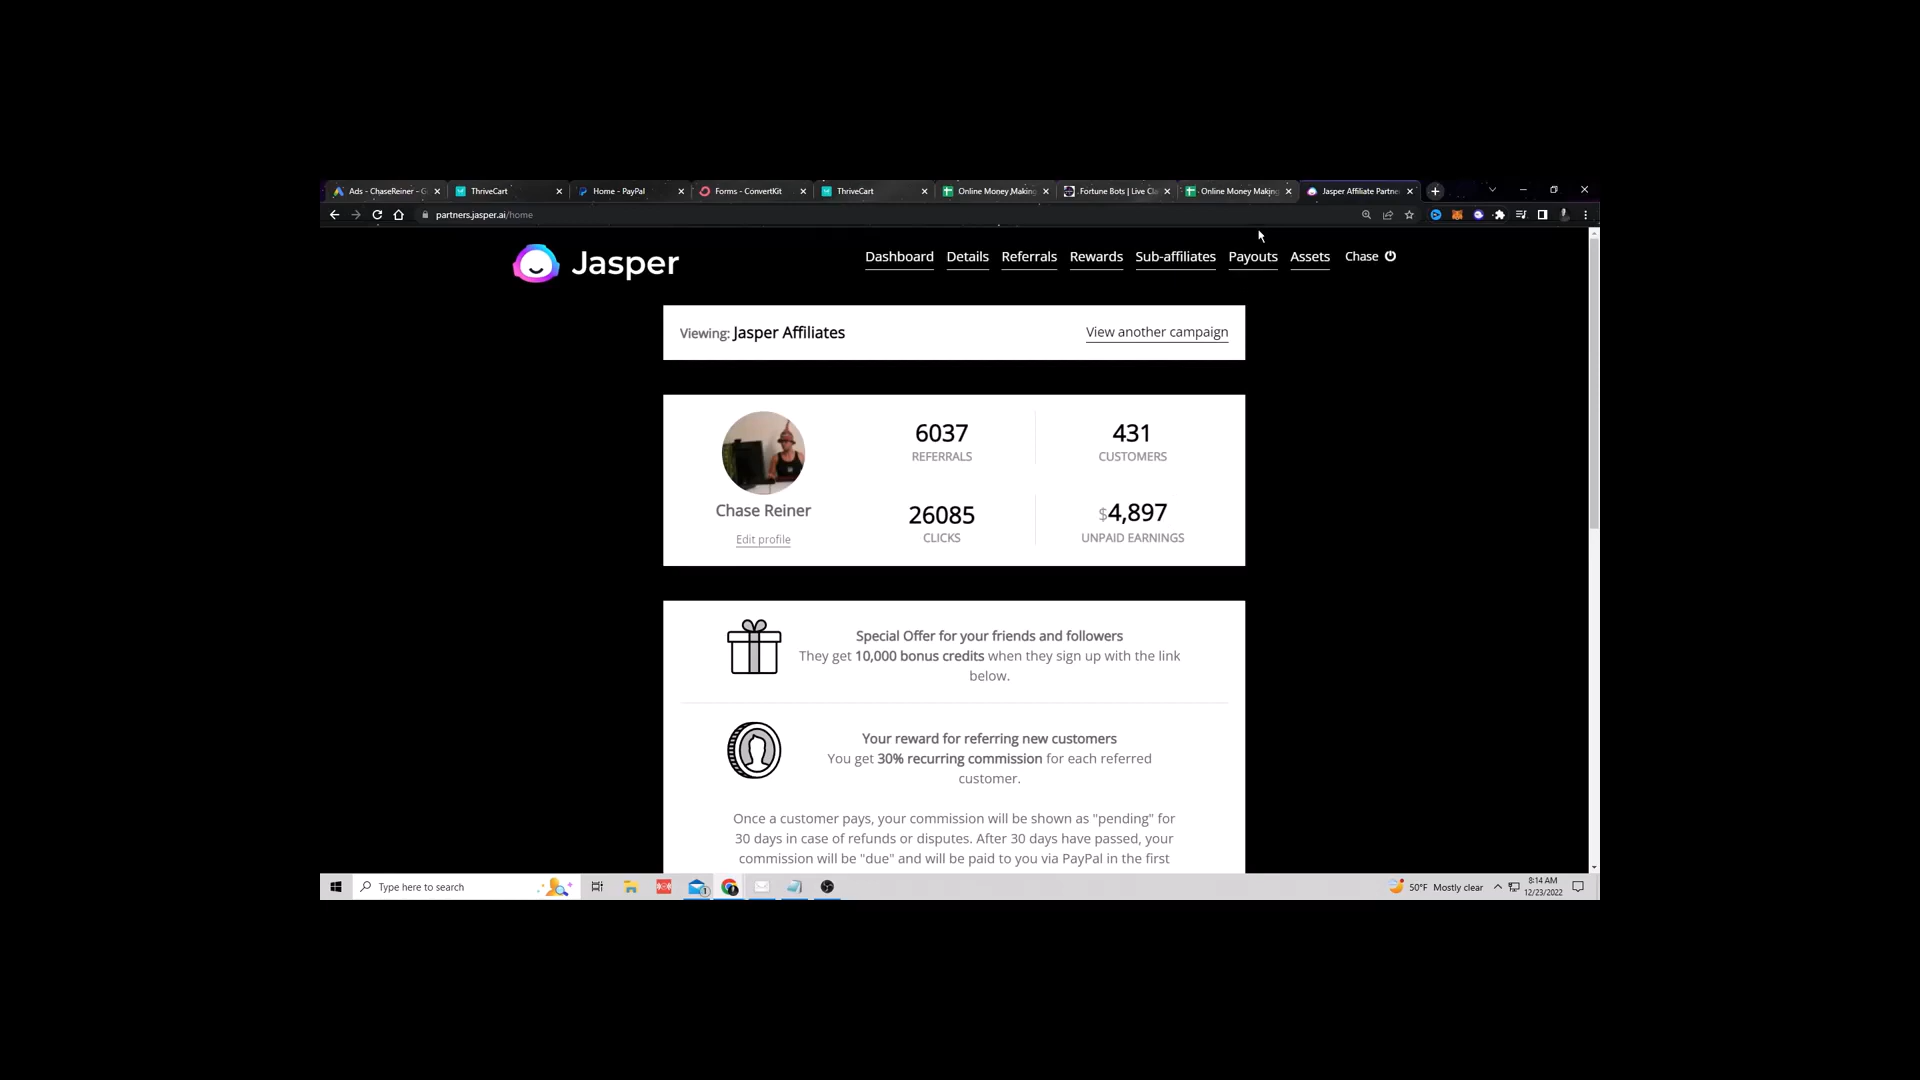 Ads - ChaseReiner - G
ThriveCart
Home - PayPal
Forms - ConvertKit
ThriveCart
Online Money Making
Fortune Bots | Live Cl
Online Money Making
Jasper Affiliate Partne
partners.jasper.ai/home
Jasper
Dashboard
Details
Referrals
Rewards
Sub-affiliates
Payouts
Assets
Chase
Viewing: Jasper Affiliates
View another campaign
6037
REFERRALS
431
CUSTOMERS
Chase Reiner
Edit profile
26085
CLICKS
$4,897
UNPAID EARNINGS
Special Offer for your friends and followers
They get 10,000 bonus credits when they sign up with the link
below.
Your reward for referring new customers
You get 30% recurring commission for each referred
customer.
Once a customer pays, your commission will be shown as "pending" for
30 days in case of refunds or disputes. After 30 days have passed, your
commission will be "due" and will be paid to you via PayPal in the first
Type here to search
1
50°F Mostly clear
8:14 AM
12/23/2022